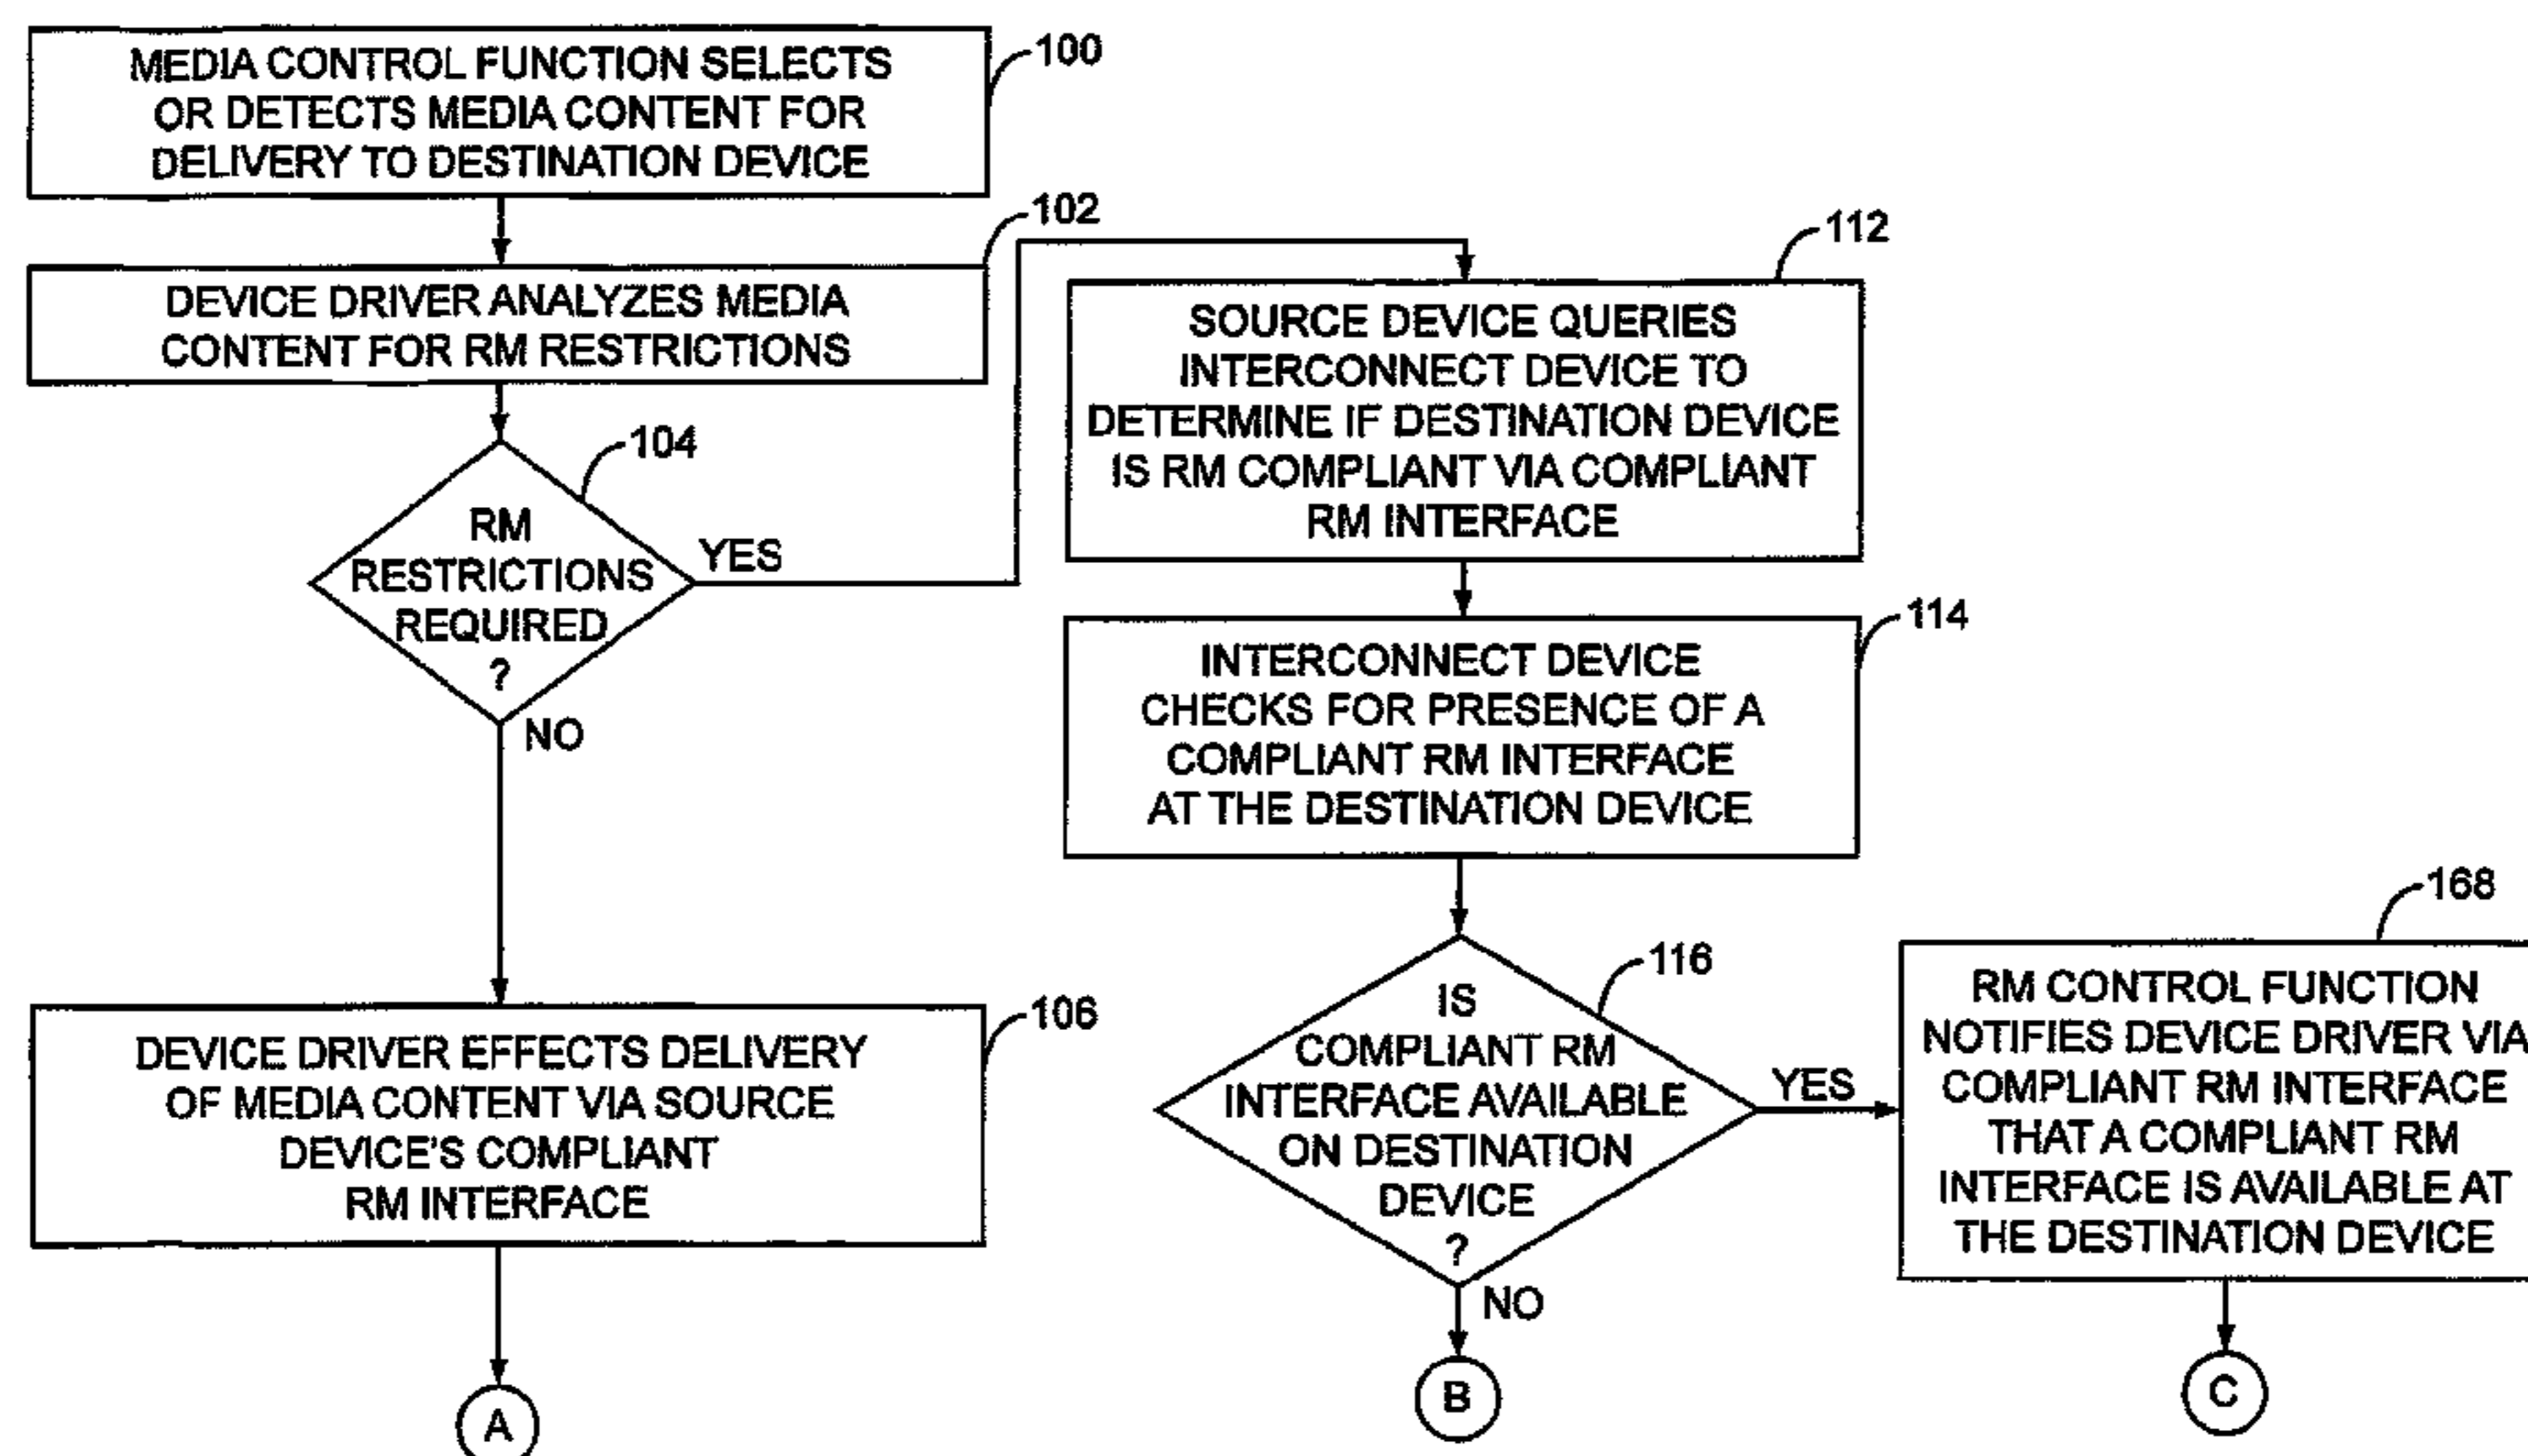 MEDIA CONTROL FUNCTION SELECTS
OR DETECTS MEDIA CONTENT FOR
DELIVERY TO DESTINATION DEVICE
100
DEVICE DRIVER ANALYZES MEDIA
CONTENT FOR RM RESTRICTIONS
102
RM
RESTRICTIONS
REQUIRED
?
104
YES
NO
DEVICE DRIVER EFFECTS DELIVERY
OF MEDIA CONTENT VIA SOURCE
DEVICE'S COMPLIANT
RM INTERFACE
106
A
SOURCE DEVICE QUERIES
INTERCONNECT DEVICE TO
DETERMINE IF DESTINATION DEVICE
IS RM COMPLIANT VIA COMPLIANT
RM INTERFACE
112
INTERCONNECT DEVICE
CHECKS FOR PRESENCE OF A
COMPLIANT RM INTERFACE
AT THE DESTINATION DEVICE
114
IS
COMPLIANT RM
INTERFACE AVAILABLE
ON DESTINATION
DEVICE
?
116
YES
NO
B
RM CONTROL FUNCTION
NOTIFIES DEVICE DRIVER VIA
COMPLIANT RM INTERFACE
THAT A COMPLIANT RM
INTERFACE IS AVAILABLE AT
THE DESTINATION DEVICE
168
C